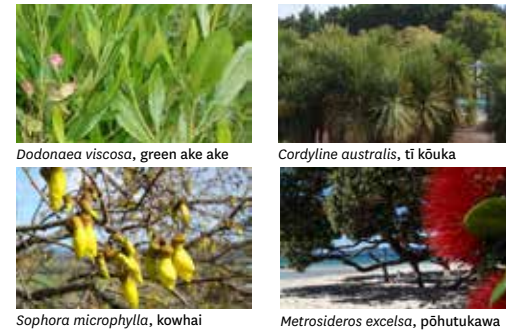 Dodonaea viscosa, green ake ake
Cordyline australis, tī kōuka
Sophora microphylla, kowhai
Metrosideros excelsa, pōhutukawa